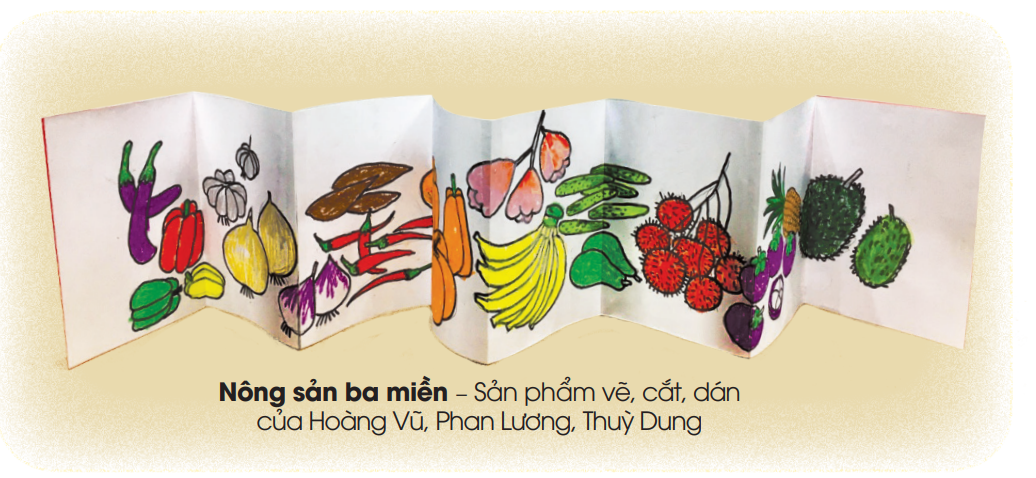 Nông sản ba miền – Sản phẩm vẽ, cắt, dán
của Hoàng Vũ, Phan Lương, Thuỳ Dung